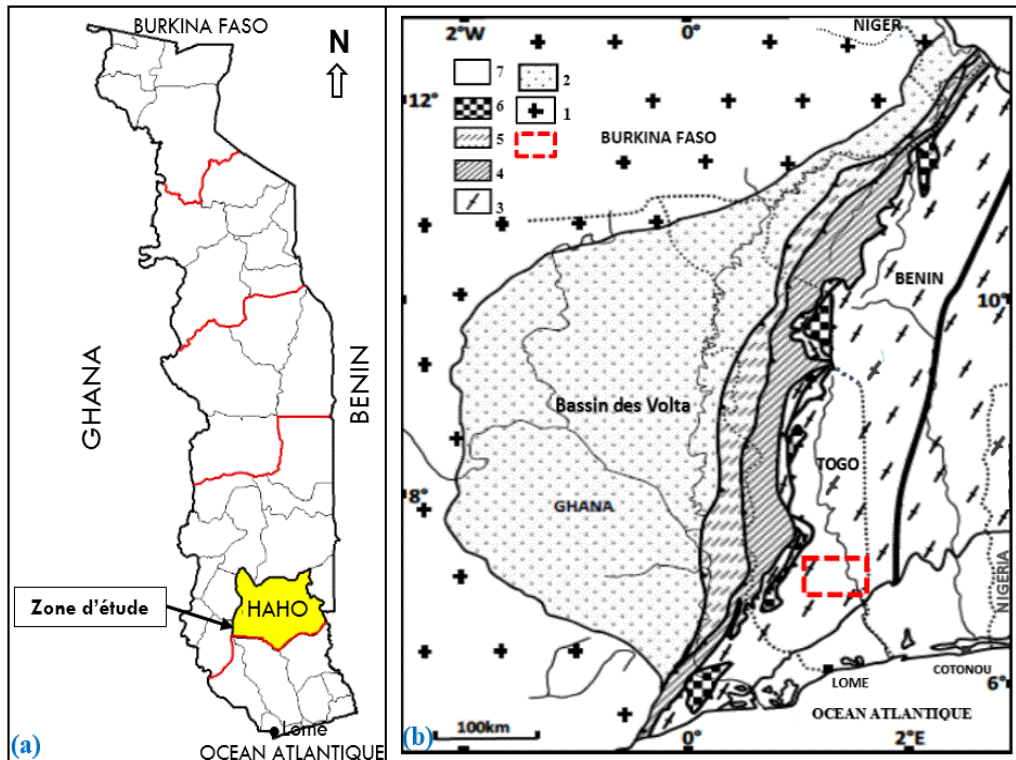 BURKINA FASO
N
GHANA
BENIN
Zone d'étude
HAHO
Lomé
(a)
OCEAN ATLANTIQUE
(b)
2°W
0°
NIGER
7
2
12°
6
1
BURKINA FASO
5
4
3
BENIN
10°
Bassin des Volta
TOGO
8°
GHANA
NIGERIA
COTONOU
LOME
6°
OCEAN ATLANTIQUE
100km
0°
2°E
(b)